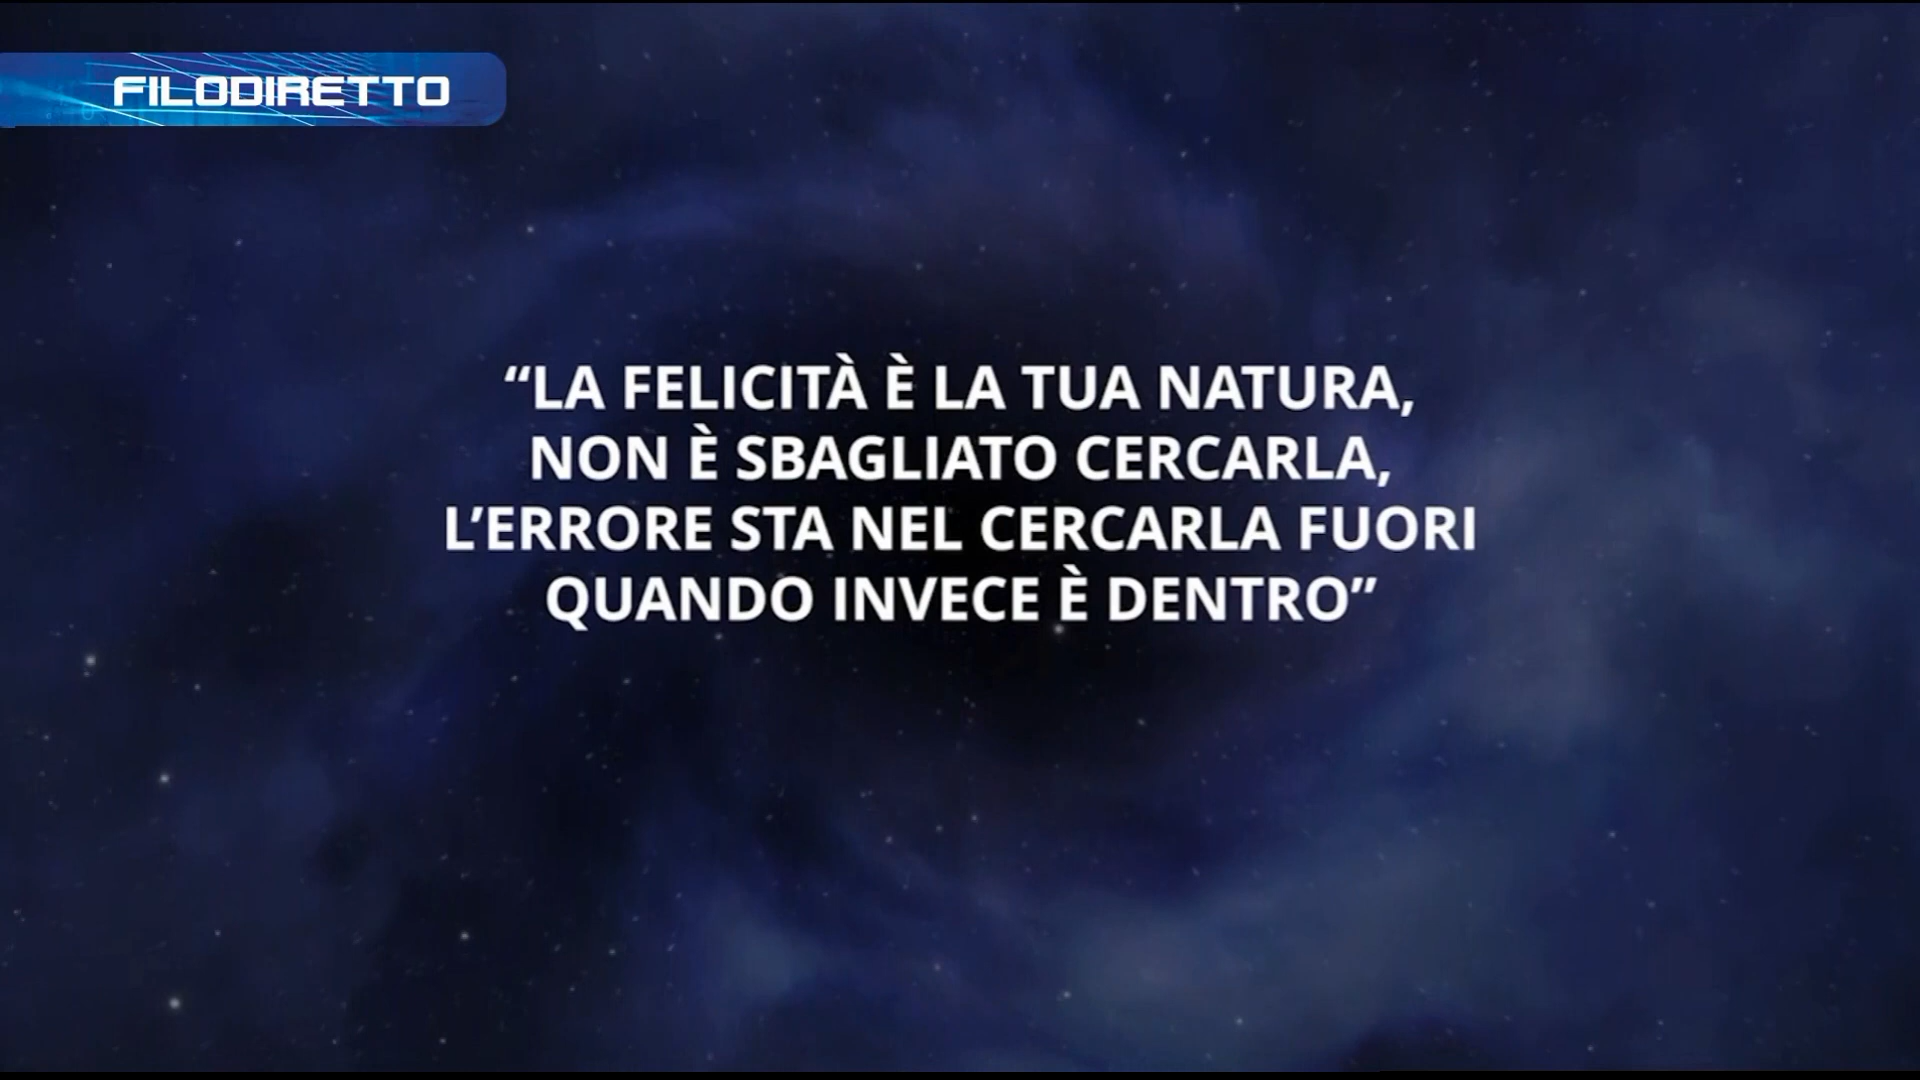 FILODIRETTO
“LA FELICITÀ È LA TUA NATURA,
NON È SBAGLIATO CERCARLA,
L’ERRORE STA NEL CERCARLA FUORI
QUANDO INVECE È DENTRO”